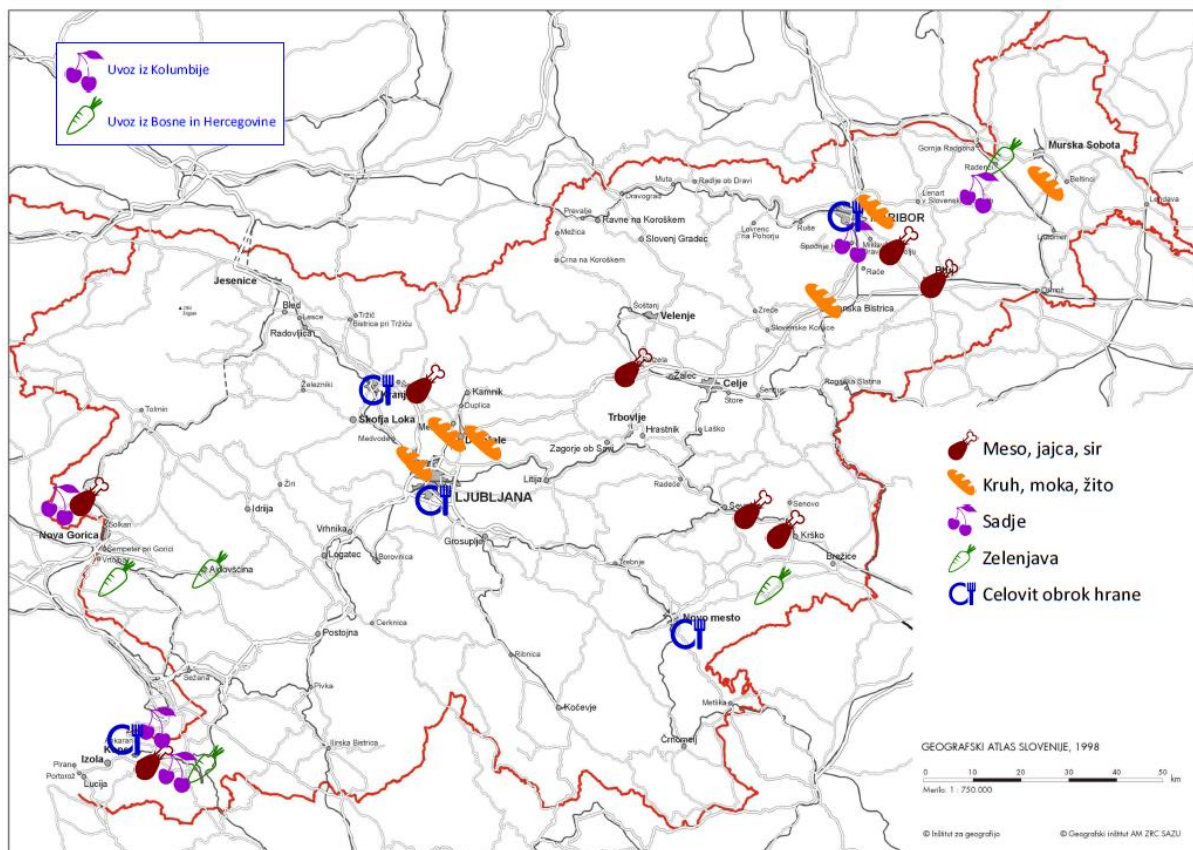 Uvoz iz Kolumbije
Uvoz iz Bosne in Hercegovine
Gornja Radgona
Murska Sobota
Radenci
Beltinci
Lendava
Muta
Radlje ob Dravi
Dravograd
Lenart
v Slovenskih
Prevalje
Ravne na Koroškem
Ruše
Lovrenc
na Pohorju
Mežica
Slovenj Gradec
Ljutomer
Črna na Koroškem
Rače
Ormož
Jesenice
Bled
Lesce
Radovljica
Tržič
Bistrica pri Tržiču
Šoštanj
Velenje
Zreče
Slovenske Konjice
Železniki
Kranj
Kamnik
Duplica
Žalec
Celje
Štore
Šentjur
Rogaška Slatina
Tolmin
Škofja Loka
Medvode
Trbovlje
Hrastnik
Laško
Zagorje ob Savi
Meso, jajca, sir
Kruh, moka, žito
Sadje
Zelenjava
Celovit obrok hrane
Žiri
Idrija
LJUBLJANA
Litija
Radeče
Senovo
Solkan
Nova Gorica
Šempeter pri Gorici
Vrtojba
Ajdovščina
Vrhnika
Logatec
Borovnica
Grosuplje
Trebnje
Krško
Brežice
Novo mesto
Postojna
Cerknica
Ribnica
Sežana
Pivka
Kočevje
Metlika
Črnomelj
Ilirska Bistrica
Izola
Piran
Portorož
Lucija
GEOGRAFSKI ATLAS SLOVENIJE, 1998
0 10 20 30 40 50 km
Merilo: 1 : 750.000
© Inštitut za geografijo © Geografski inštitut AM ZRC SAZU